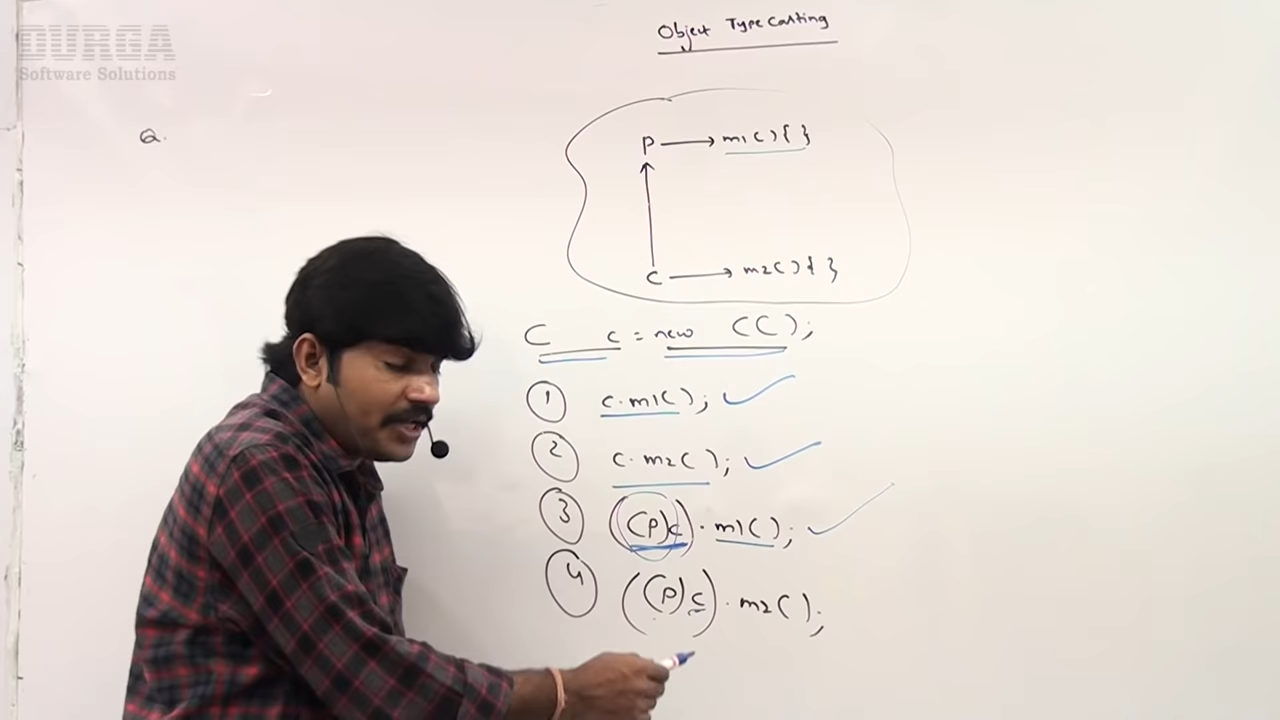 DURGA
Software Solutions
Object Type Casting
Q.
P → m1() { }
C → m2() { }
C c = new C();
1 c.m1();
2 c.m2();
3 ((P)c).m1();
4 ((P)c).m2();